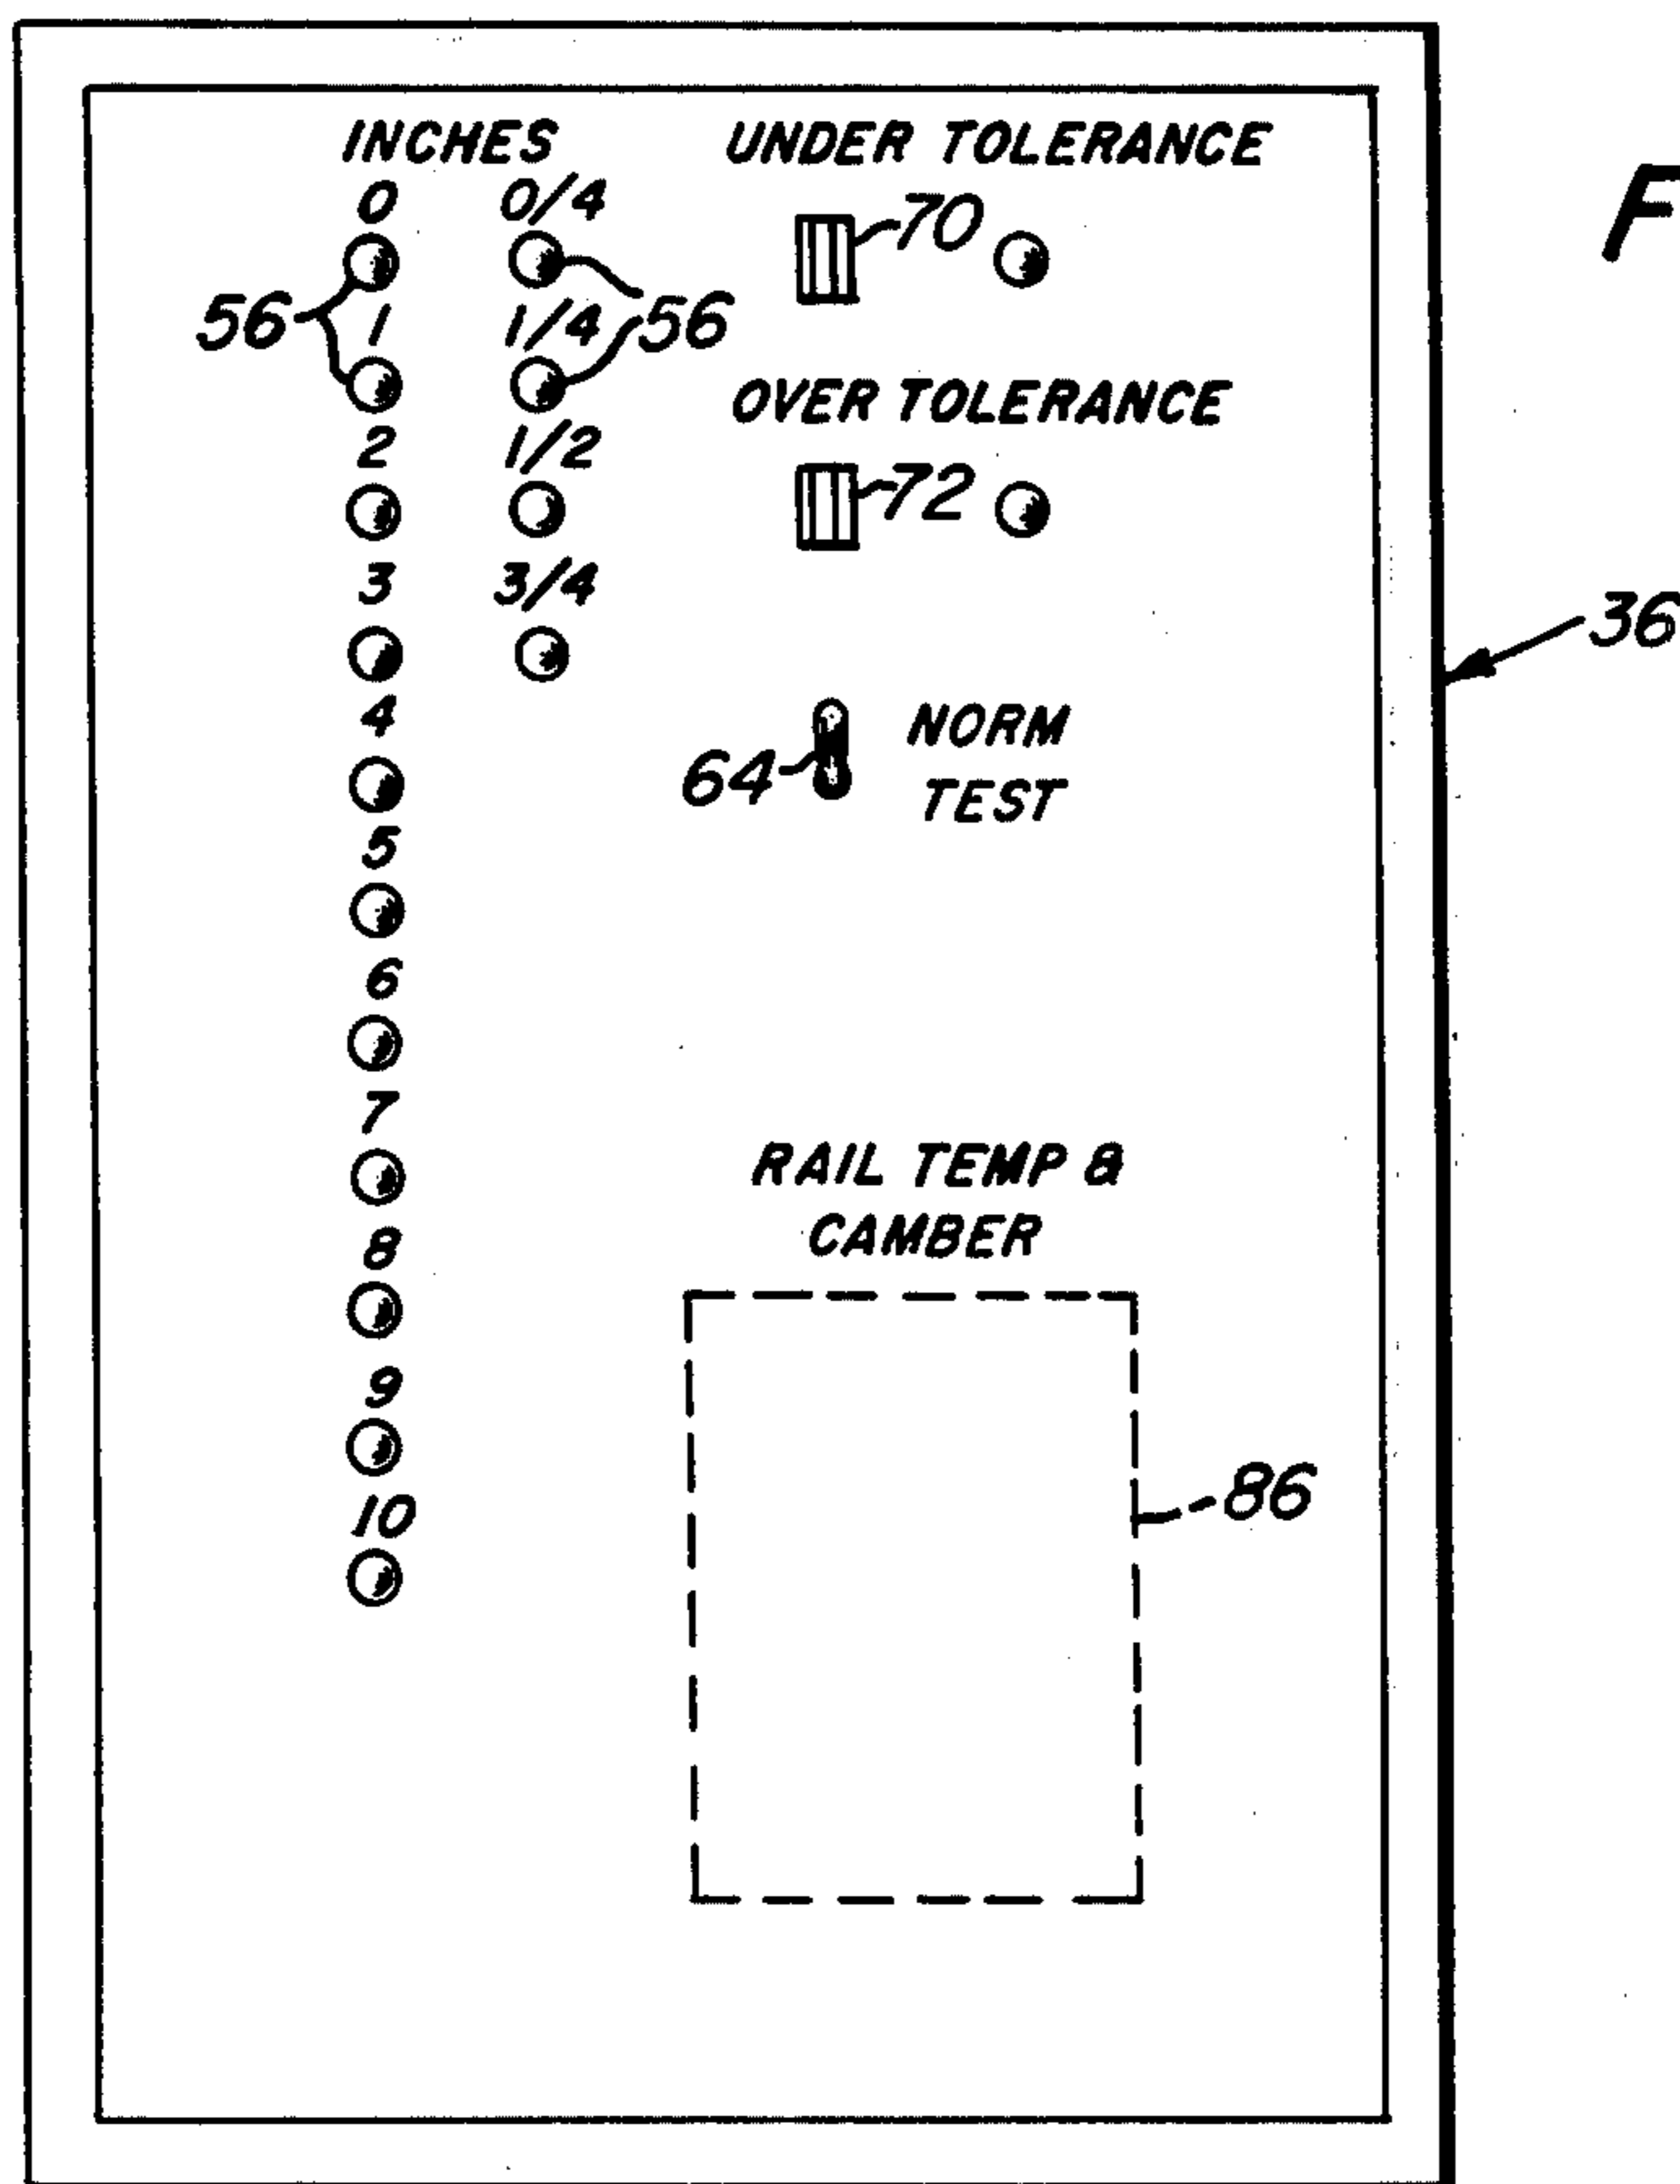 INCHES
UNDER TOLERANCE
0 0/4
70
56
1 1/4
56
OVER TOLERANCE
2 1/2
72
3 3/4
36
4
NORM
64
TEST
5
6
7
RAIL TEMP &
8
CAMBER
9
86
10
F